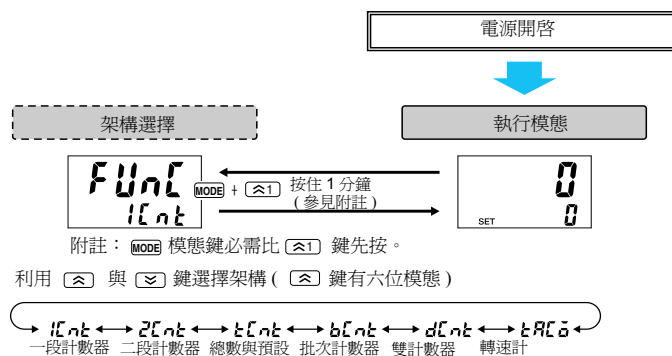 電源開啓
架構選擇
執行模態
FUnC
1Cnt
MODE + 1 按住 1 分鐘
( 參見附註 )
0
SET 0
附註： MODE 模態鍵必需比 1 鍵先按。
利用 與 鍵選擇架構 ( 鍵有六位模態 )
1Cnt 2Cnt tCnt bCnt dCnt tACo
一段計數器 二段計數器 總數與預設 批次計數器 雙計數器 轉速計